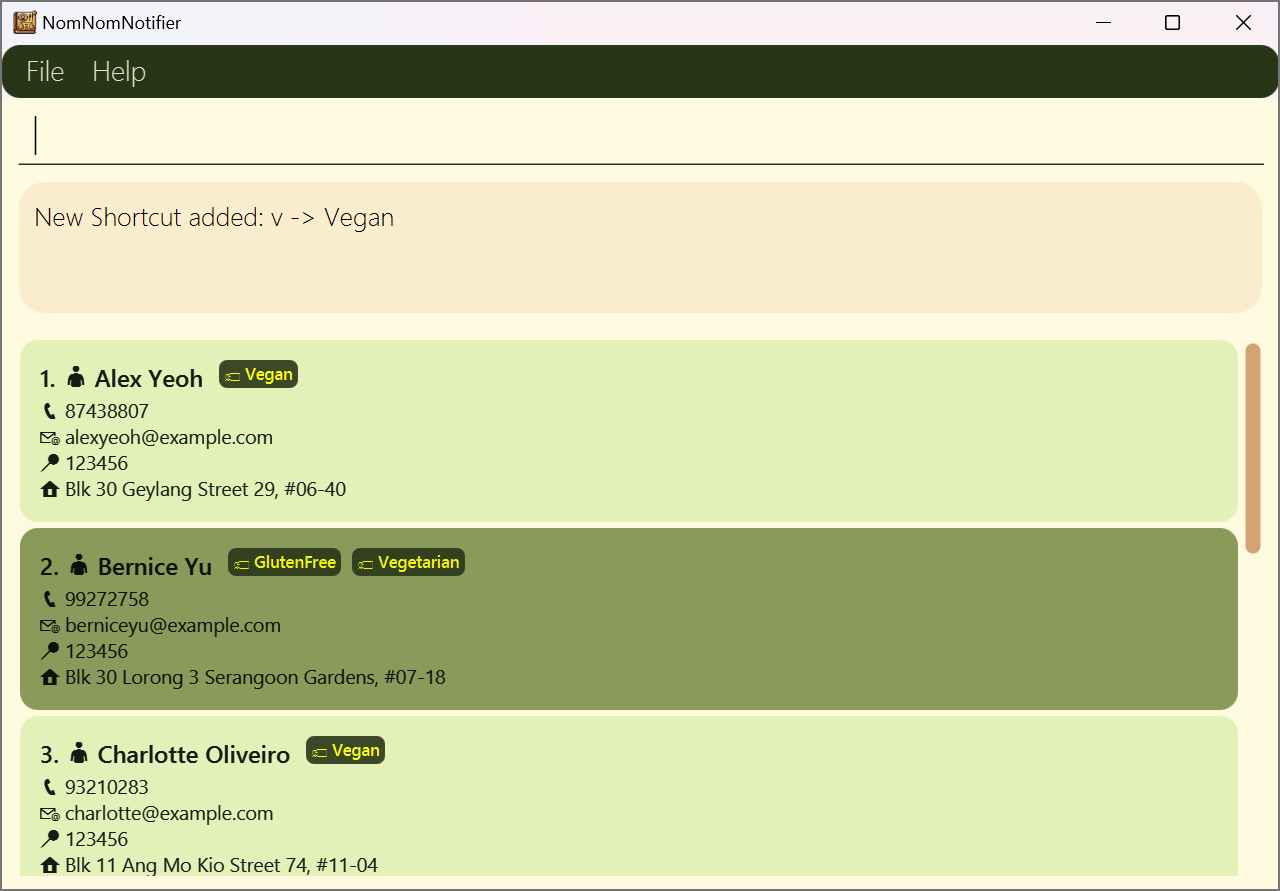 NomNomNotifier
File Help
New Shortcut added: v -> Vegan
1. Alex Yeoh Vegan
87438807
alexyeoh@example.com
123456
Blk 30 Geylang Street 29, #06-40
2. Bernice Yu GlutenFree Vegetarian
99272758
berniceyu@example.com
123456
Blk 30 Lorong 3 Serangoon Gardens, #07-18
3. Charlotte Oliveiro Vegan
93210283
charlotte@example.com
123456
Blk 11 Ang Mo Kio Street 74, #11-04